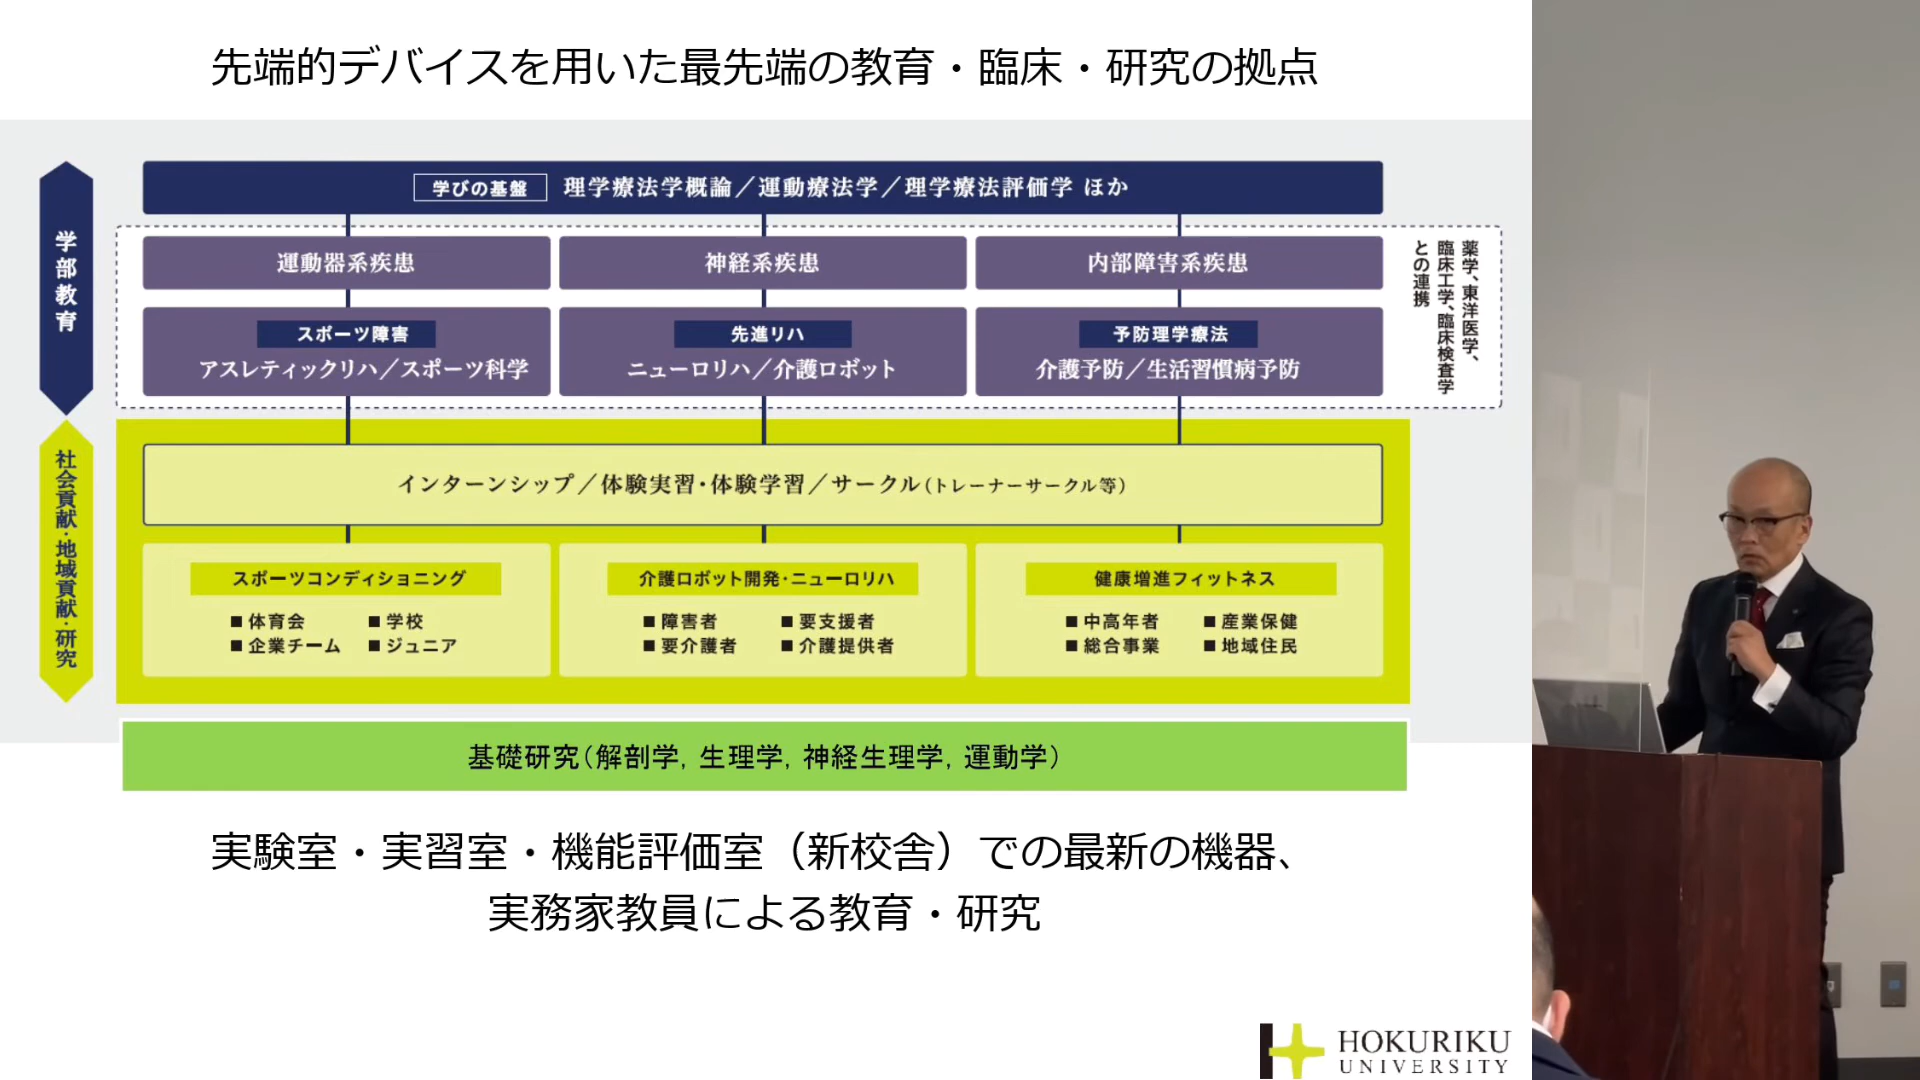 先端的デバイスを用いた最先端の教育・臨床・研究の拠点
学部教育
学びの基盤 理学療法学概論／運動療法学／理学療法評価学 ほか
運動器系疾患
神経系疾患
内部障害系疾患
スポーツ障害
アスレティックリハ／スポーツ科学
先進リハ
ニューロリハ／介護ロボット
予防理学療法
介護予防／生活習慣病予防
薬学、東洋医学、
臨床工学、臨床検査学
との連携
社会貢献・地域貢献・研究
インターンシップ／体験実習・体験学習／サークル（トレーナーサークル等）
スポーツコンディショニング
■体育会 ■学校
■企業チーム ■ジュニア
介護ロボット開発・ニューロリハ
■障害者 ■要支援者
■要介護者 ■介護提供者
健康増進フィットネス
■中高年者 ■産業保健
■総合事業 ■地域住民
基礎研究（解剖学, 生理学, 神経生理学, 運動学）
実験室・実習室・機能評価室（新校舎）での最新の機器、
実務家教員による教育・研究
HOKURIKU
UNIVERSITY